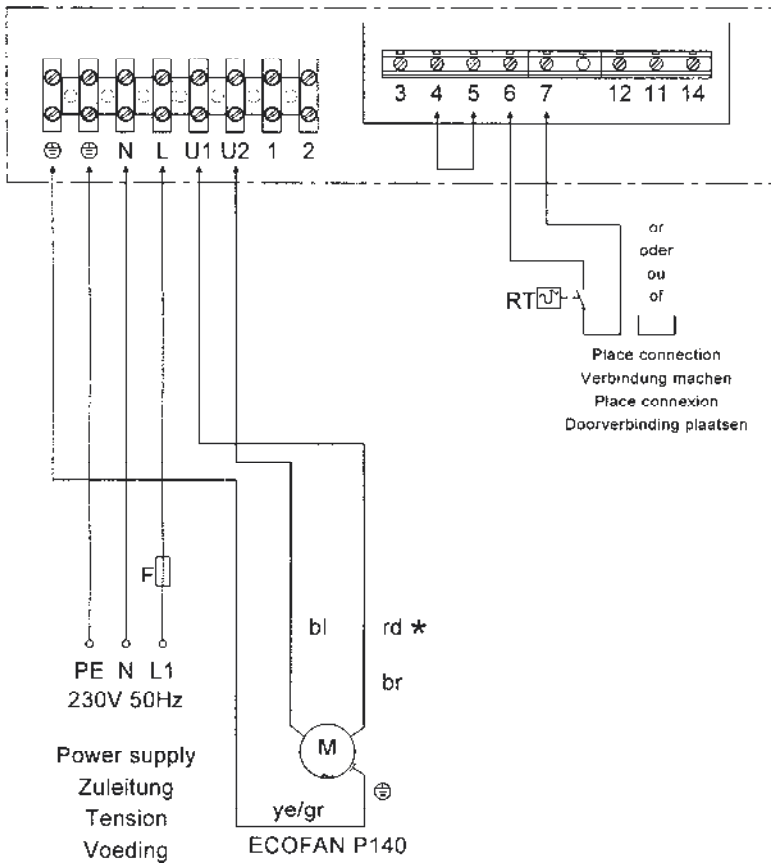 3 4 5 6 7 12 11 14
N L U1 U2 1 2
or
oder
ou
of
RT
Place connection
Verbindung machen
Place connexion
Doorverbinding plaatsen
F
bl rd *
br
PE N L1
230V 50Hz
M
Power supply
Zuleitung
Tension
Voeding
ye/gr
ECOFAN P140